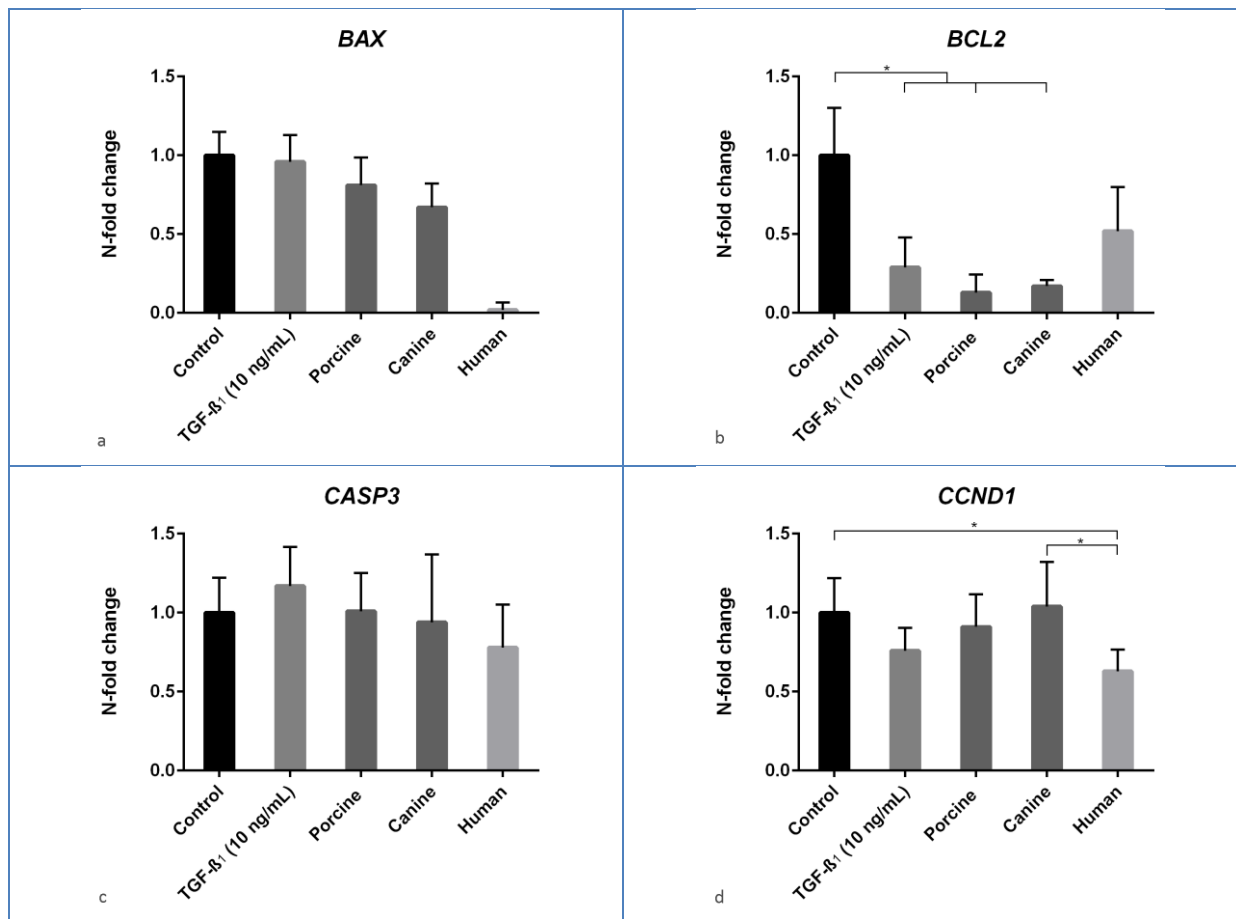 BAX
N-fold change
1.5
1.0
0.5
0.0
Control
TGF-ß1 (10 ng/mL)
Porcine
Canine
Human
a
BCL2
N-fold change
1.5
1.0
0.5
0.0
*
Control
TGF-ß1 (10 ng/mL)
Porcine
Canine
Human
b
CASP3
N-fold change
1.5
1.0
0.5
0.0
Control
TGF-ß1 (10 ng/mL)
Porcine
Canine
Human
c
CCND1
N-fold change
1.5
1.0
0.5
0.0
*
*
Control
TGF-ß1 (10 ng/mL)
Porcine
Canine
Human
d